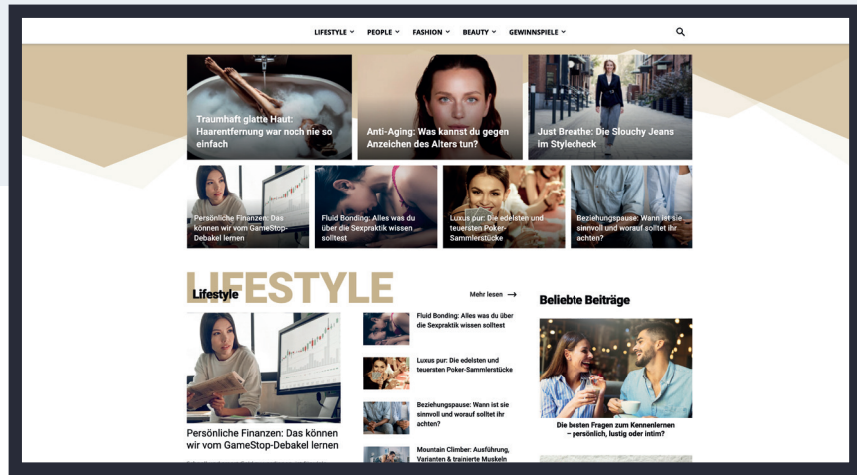 LIFESTYLE PEOPLE FASHION BEAUTY GEWINNSPIELE
Traumhaft glatte Haut:
Haarentfernung war noch nie so
einfach
Anti-Aging: Was kannst du gegen
Anzeichen des Alters tun?
Just Breathe: Die Slouchy Jeans
im Stylecheck
Persönliche Finanzen: Das
können wir vom GameStop-
Debakel lernen
Fluid Bonding: Alles was du
über die Sexpraktik wissen
solltest
Luxus pur: Die edelsten und
teuersten Poker-
Sammlerstücke
Beziehungspause: Wann ist sie
sinnvoll und worauf solltet ihr
achten?
LIFESTYLE
Lifestyle
Mehr lesen
Persönliche Finanzen: Das können
wir vom GameStop-Debakel lernen
Fluid Bonding: Alles was du über
die Sexpraktik wissen solltest
Luxus pur: Die edelsten und
teuersten Poker-Sammlerstücke
Beziehungspause: Wann ist sie
sinnvoll und worauf solltet ihr
achten?
Mountain Climber: Ausführung,
Varianten & trainierte Muskeln
Beliebte Beiträge
Die besten Fragen zum Kennenlernen
– persönlich, lustig oder intim?